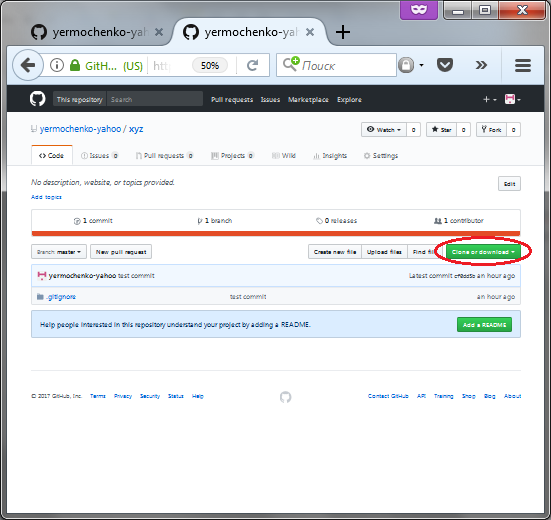 yermochenko-yah yermochenko-yah
GitH... (US) 50% Поиск
This repository Search Pull requests Issues Marketplace Explore
yermochenko-yahoo / xyz Watch 0 Star 0 Fork 0
Code Issues 0 Pull requests 0 Projects 0 Wiki Insights Settings
No description, website, or topics provided. Edit
Add topics
1 commit 1 branch 0 releases 1 contributor
Branch: master New pull request Create new file Upload files Find Clone or download
yermochenko-yahoo test commit Latest commit an hour ago
.gitignore test commit an hour ago
Help people interested in this repository understand your project by adding a README. Add a README
© 2017 GitHub, Inc. Terms Privacy Security Status Help Contact GitHub API Training Shop Blog About